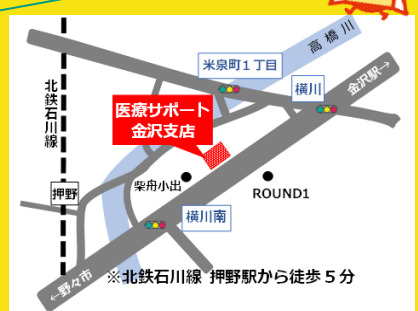 高橋川
米泉町1丁目
金沢駅→
横川
北鉄石川線
医療サポート
金沢支店
押野
柴舟小出
ROUND1
横川南
←野々市
※北鉄石川線 押野駅から徒歩5分